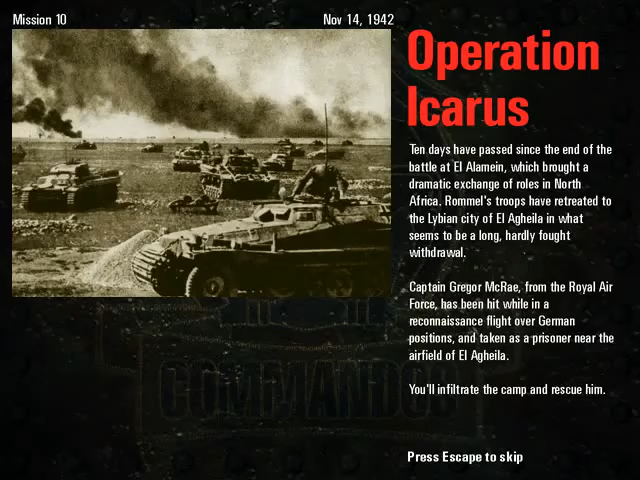 Mission 10
Nov 14, 1942
Operation
Icarus
Ten days have passed since the end of the
battle at El Alamein, which brought a
dramatic exchange of roles in North
Africa. Rommel's troops have retreated to
the Lybian city of El Agheila in what
seems to be a long, hardly fought
withdrawal.
Captain Gregor McRae, from the Royal Air
Force, has been hit while in a
reconnaissance flight over German
positions, and taken as a prisoner near the
airfield of El Agheila.
You'll infiltrate the camp and rescue him.
COMMANDOS
Press Escape to skip